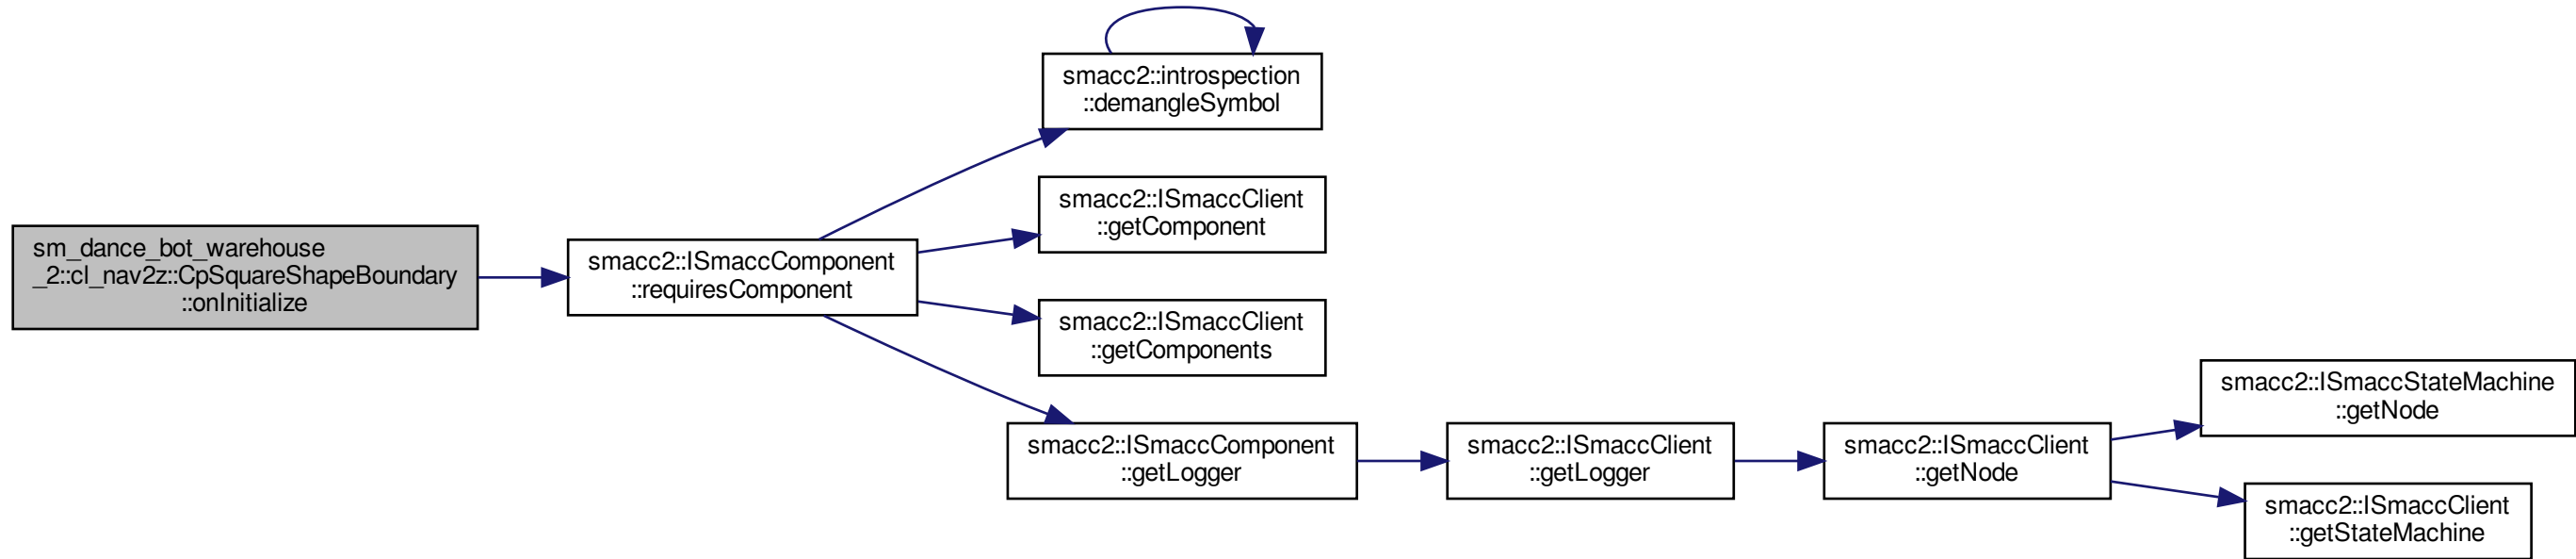 smacc2::introspection
::demangleSymbol
smacc2::ISmaccClient
::getComponent
sm_dance_bot_warehouse
_2::cl_nav2z::CpSquareShapeBoundary
::onInitialize
smacc2::ISmaccComponent
::requiresComponent
smacc2::ISmaccClient
::getComponents
smacc2::ISmaccStateMachine
::getNode
smacc2::ISmaccComponent
::getLogger
smacc2::ISmaccClient
::getLogger
smacc2::ISmaccClient
::getNode
smacc2::ISmaccClient
::getStateMachine